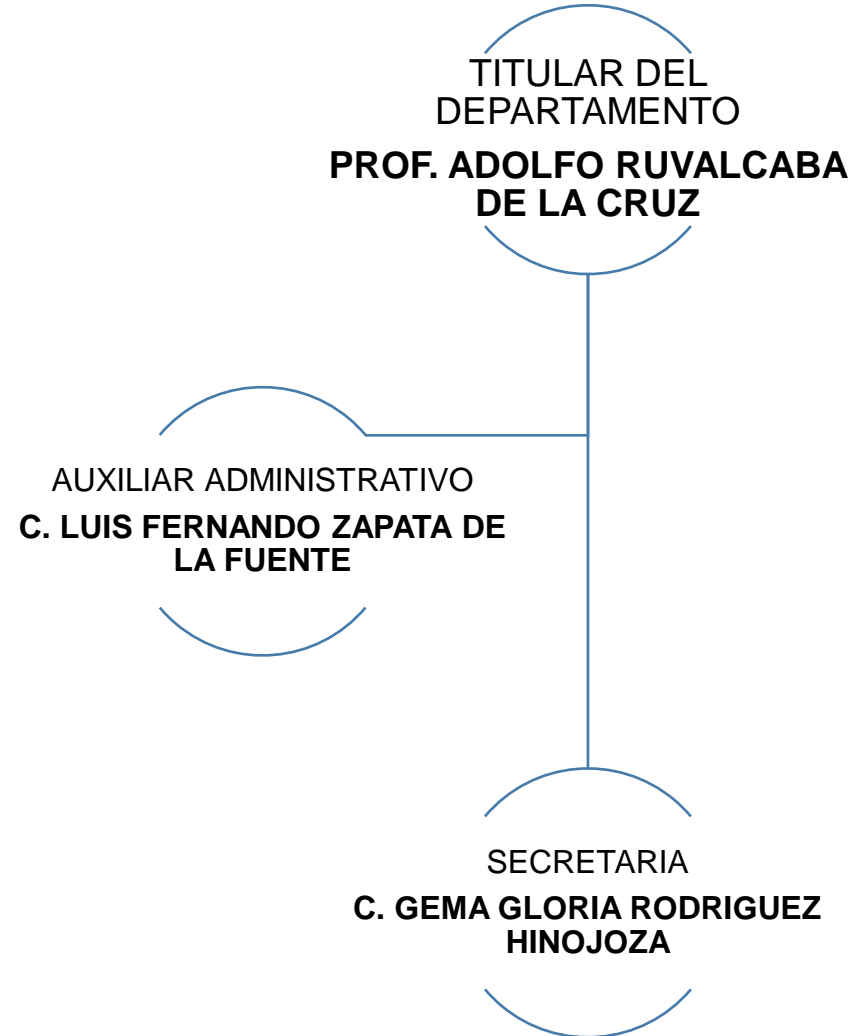 TITULAR DEL
DEPARTAMENTO
PROF. ADOLFO RUVALCABA
DE LA CRUZ
AUXILIAR ADMINISTRATIVO
C. LUIS FERNANDO ZAPATA DE
LA FUENTE
SECRETARIA
C. GEMA GLORIA RODRIGUEZ
HINOJOZA